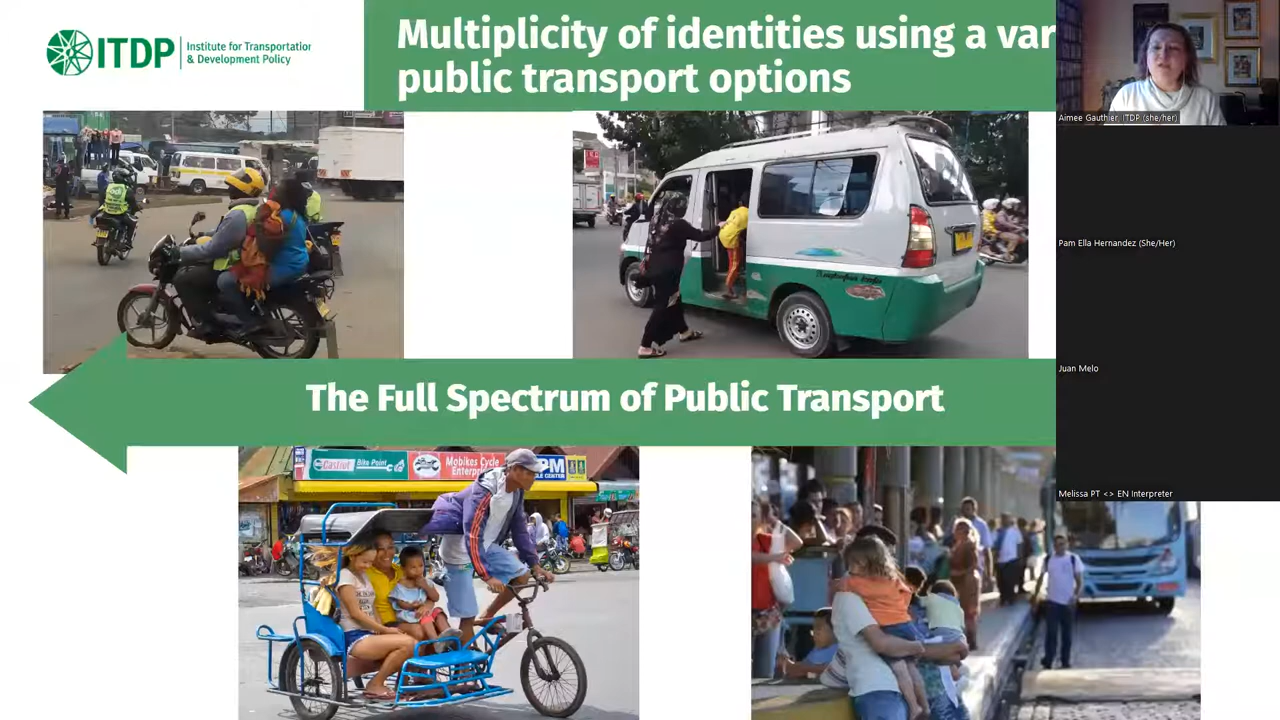 ITDP
Institute for Transportation
& Development Policy
Multiplicity of identities using a var
public transport options
Aimee Gauthier, ITDP (she/her)
Pam Ella Hernandez (She/Her)
The Full Spectrum of Public Transport
Juan Melo
Castrol Bike Point
Mobikes Cycle
Enterprise
Melissa PT <> EN Interpreter